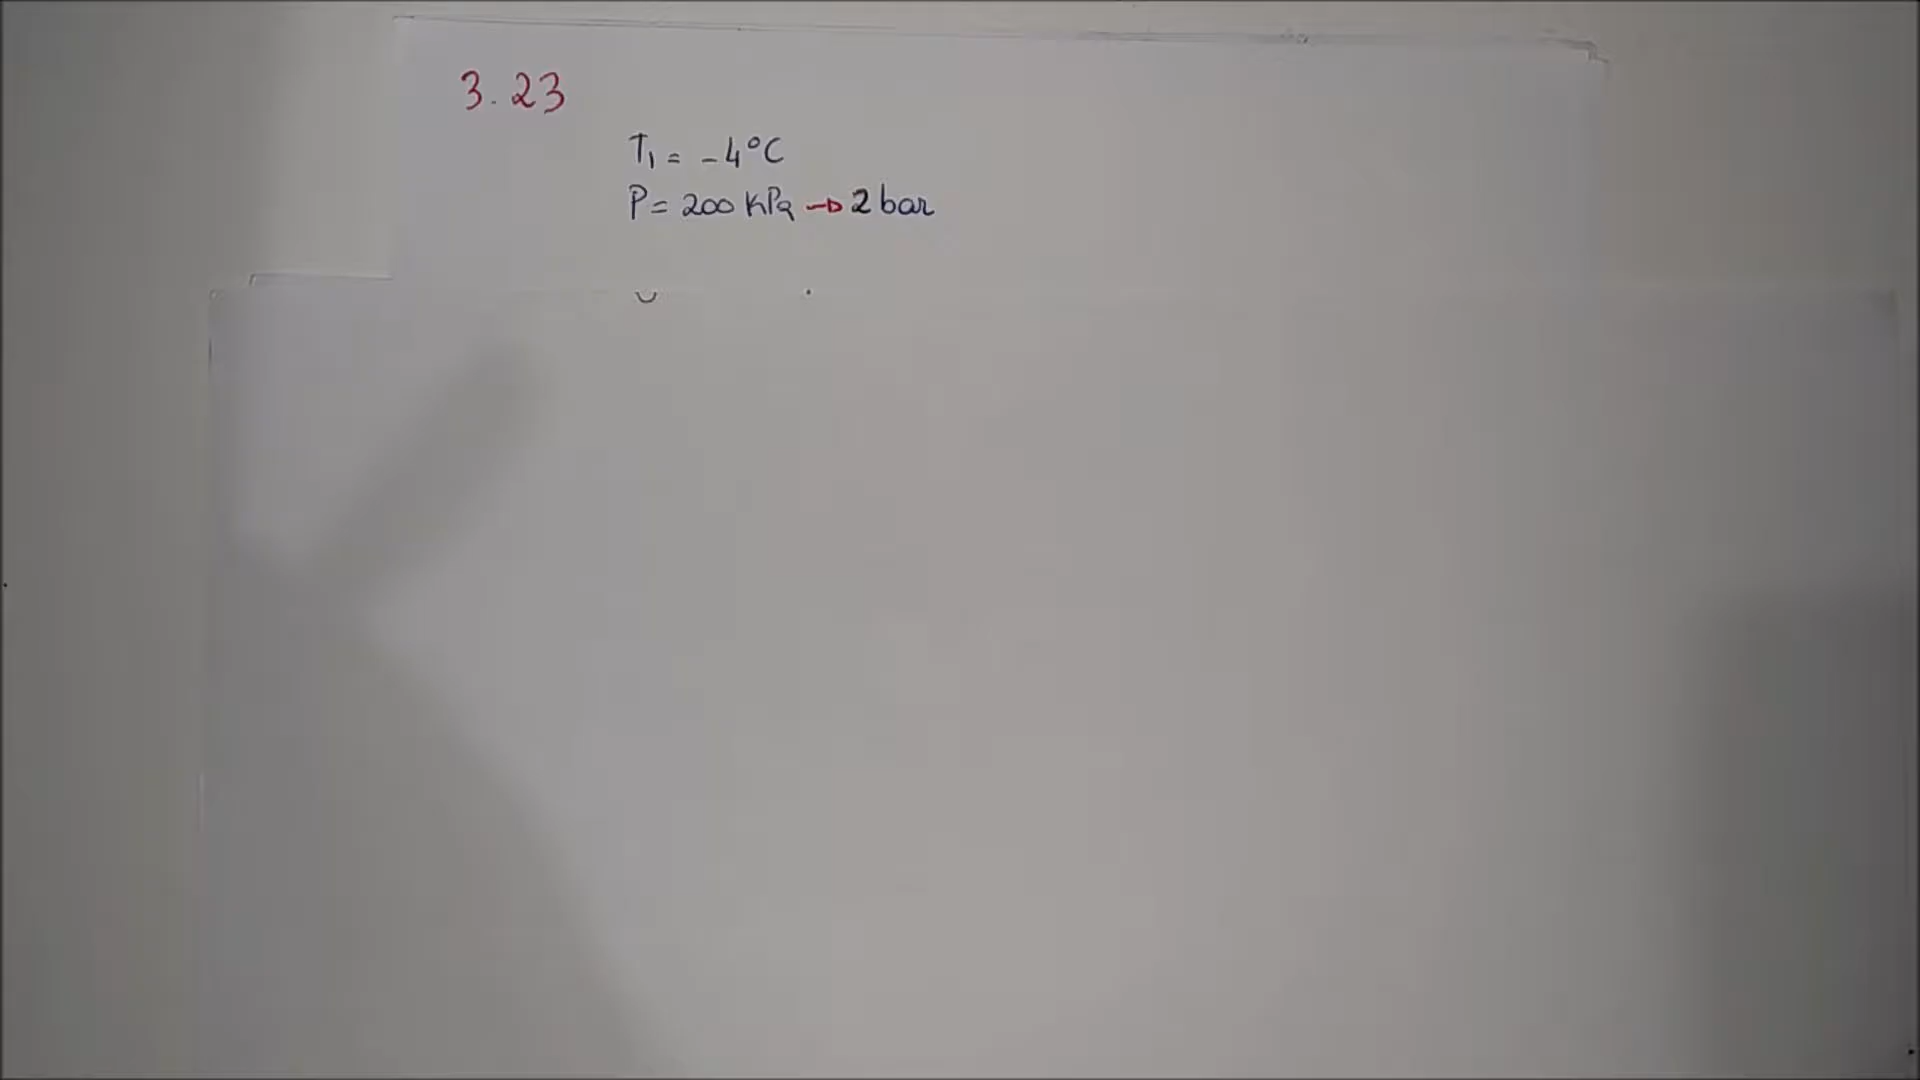 3.23
T₁ = -4°C
P = 200 kPa → 2 bar